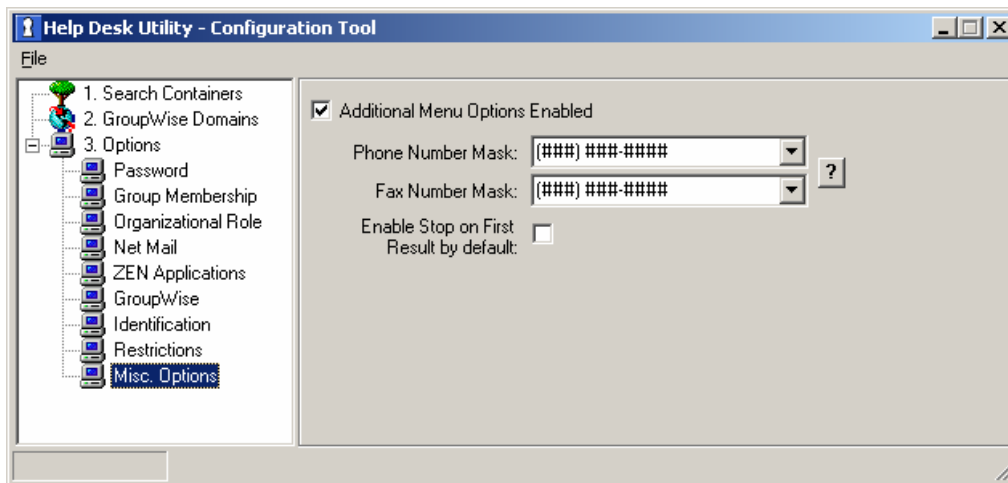 Help Desk Utility - Configuration Tool
File
1. Search Containers
2. GroupWise Domains
3. Options
Password
Group Membership
Organizational Role
Net Mail
ZEN Applications
GroupWise
Identification
Restrictions
Misc. Options
Additional Menu Options Enabled
Phone Number Mask: (###) ###-####
Fax Number Mask: (###) ###-####
?
Enable Stop on First
Result by default: